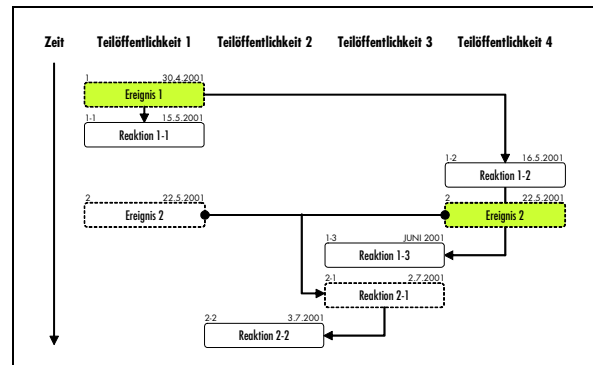 Zeit Teilöffentlichkeit 1 Teilöffentlichkeit 2 Teilöffentlichkeit 3 Teilöffentlichkeit 4
1 30.4.2001
Ereignis 1
1-1 15.5.2001
Reaktion 1-1
1-2 16.5.2001
Reaktion 1-2
2 22.5.2001 2 22.5.2001
Ereignis 2 Ereignis 2
1-3 JUNI 2001
Reaktion 1-3
2-1 2.7.2001
Reaktion 2-1
2-2 3.7.2001
Reaktion 2-2